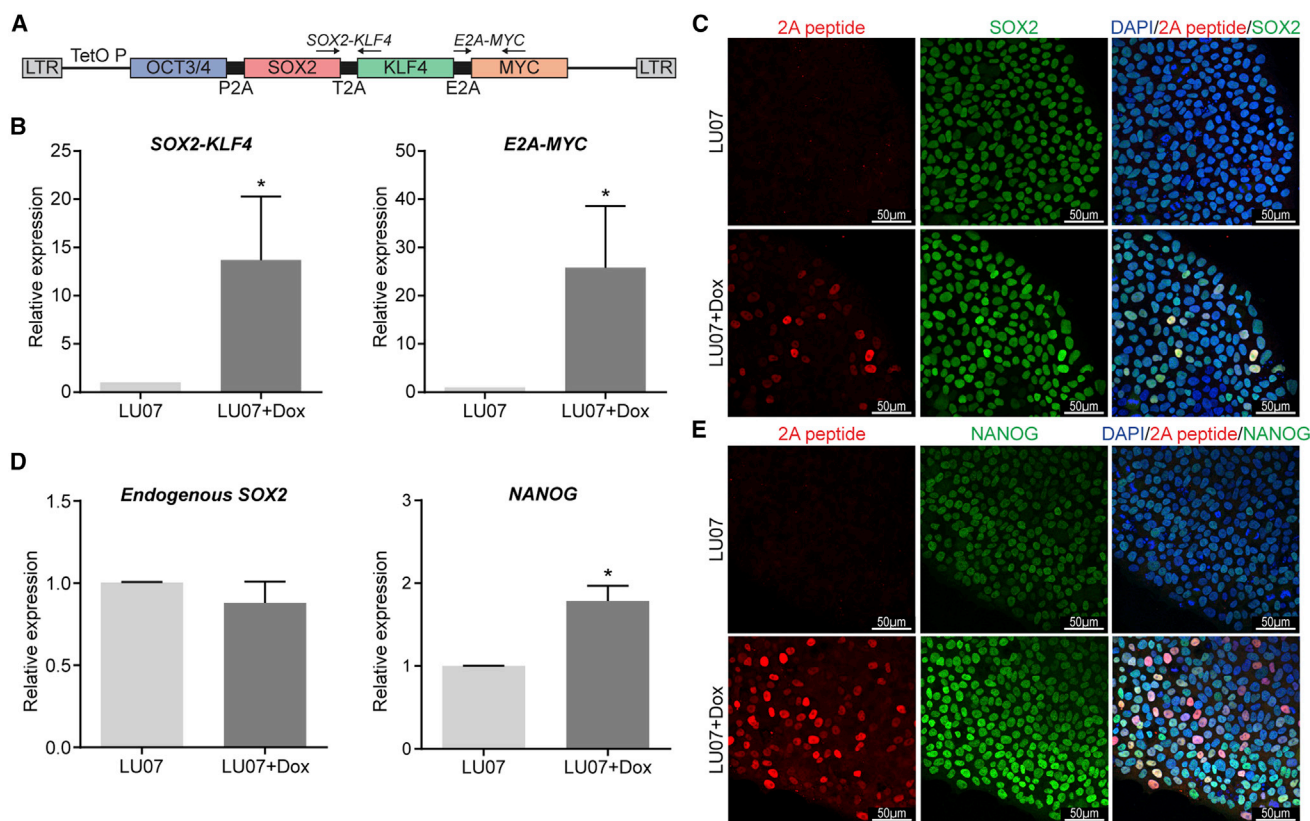 A
SOX2-KLF4 E2A-MYC
TetO P
LTR OCT3/4 SOX2 KLF4 MYC LTR
P2A T2A E2A
B
SOX2-KLF4
Relative expression
25
20
15
10
5
0
*
LU07 LU07+Dox
E2A-MYC
Relative expression
50
40
30
20
10
0
*
LU07 LU07+Dox
C
2A peptide SOX2 DAPI/2A peptide/SOX2
LU07
50µm 50µm 50µm
LU07+Dox
50µm 50µm 50µm
D
Endogenous SOX2
Relative expression
1.5
1.0
0.5
0.0
LU07 LU07+Dox
NANOG
Relative expression
3
2
1
0
*
LU07 LU07+Dox
E
2A peptide NANOG DAPI/2A peptide/NANOG
LU07
50µm 50µm 50µm
LU07+Dox
50µm 50µm 50µm